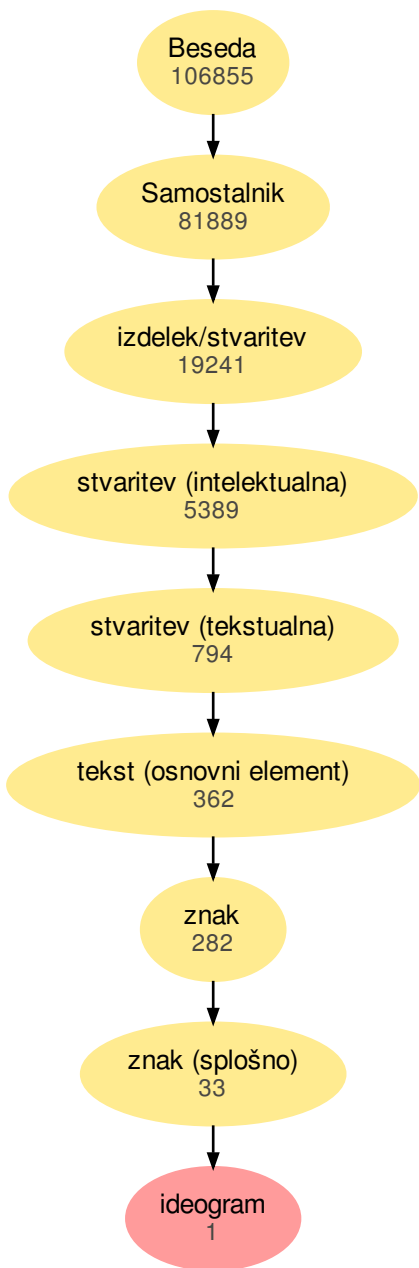 Beseda
106855
Samostalnik
81889
izdelek/stvaritev
19241
stvaritev (intelektualna)
5389
stvaritev (tekstualna)
794
tekst (osnovni element)
362
znak
282
znak (splošno)
33
ideogram
1